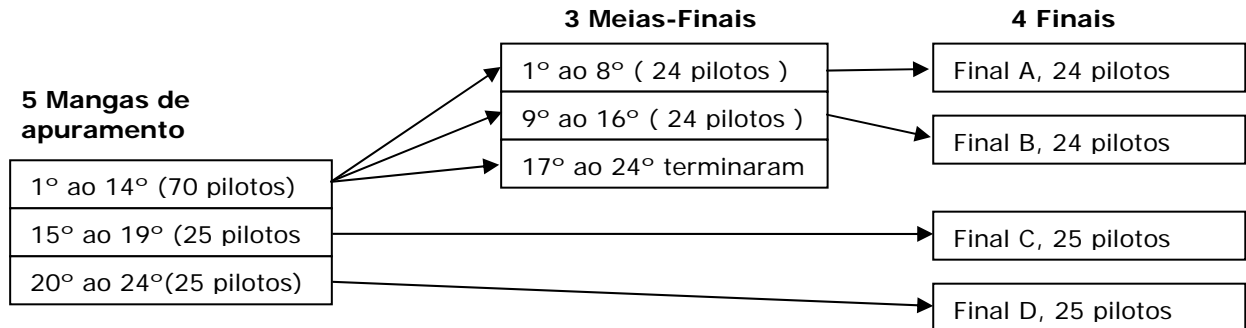 3 Meias-Finais
4 Finais
1º ao 8º ( 24 pilotos )
Final A, 24 pilotos
5 Mangas de
apuramento
9º ao 16º ( 24 pilotos )
Final B, 24 pilotos
17º ao 24º terminaram
1º ao 14º (70 pilotos)
15º ao 19º (25 pilotos
Final C, 25 pilotos
20º ao 24º(25 pilotos)
Final D, 25 pilotos